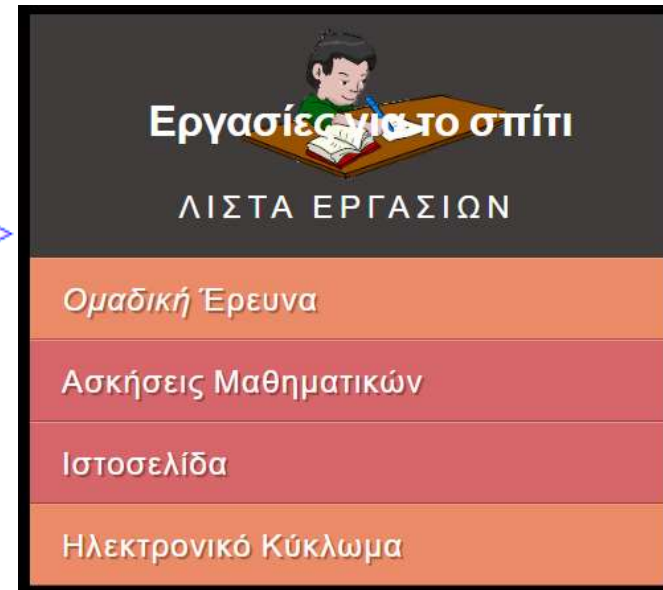 Εργασίες για το σπίτι
ΛΙΣΤΑ ΕΡΓΑΣΙΩΝ
>
Ομαδική Έρευνα
Ασκήσεις Μαθηματικών
Ιστοσελίδα
Ηλεκτρονικό Κύκλωμα